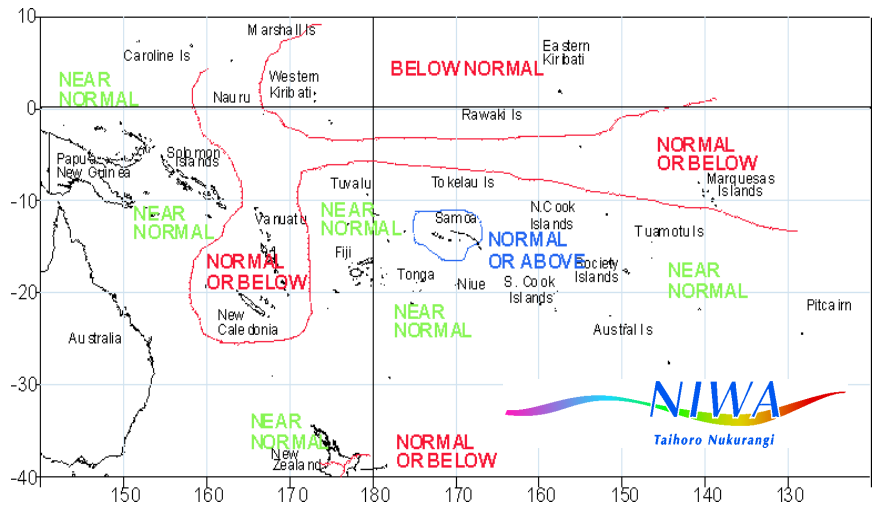 10
0
-10
-20
-30
-40
Marshall Is
Caroline Is
Eastern
Kiribati
BELOW NORMAL
NEAR
NORMAL
Western
Kiribati
Nauru
Rawaki Is
NORMAL
OR BELOW
Papua
New Guinea
Solomon
Islands
Tuvalu
Tokelau Is
Marquesas
Islands
NEAR
NORMAL
Vanuatu
NEAR
NORMAL
Samoa
N.Cook
Islands
Tuamotu Is
NORMAL
OR ABOVE
Fiji
NORMAL
OR BELOW
Society
Islands
NEAR
NORMAL
Tonga
Niue
S. Cook
Islands
Pitcairn
New
Caledonia
NEAR
NORMAL
Austral Is
Australia
NIWA
Taihoro Nukurangi
NEAR
NORMAL
NORMAL
OR BELOW
New
Zealand
150
160
170
180
170
160
150
140
130